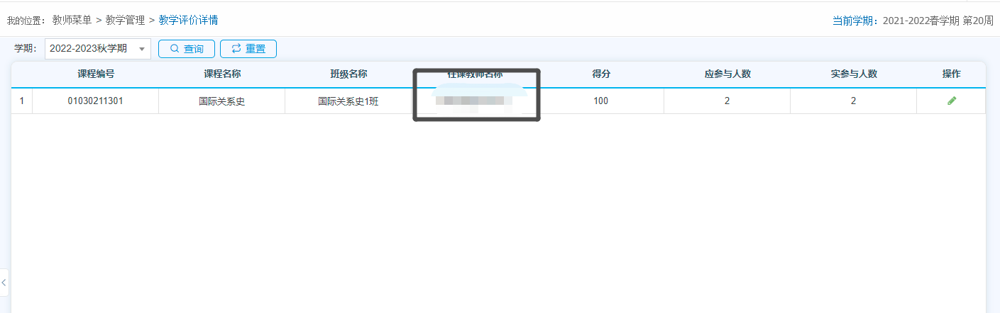 我的位置： 教师菜单 > 教学管理 > 教学评价详情 当前学期：2021-2022春学期 第20周
学期： 2022-2023秋学期 查询 重置
课程编号 课程名称 班级名称 任课教师名称 得分 应参与人数 实参与人数 操作
1 01030211301 国际关系史 国际关系史1班 100 2 2